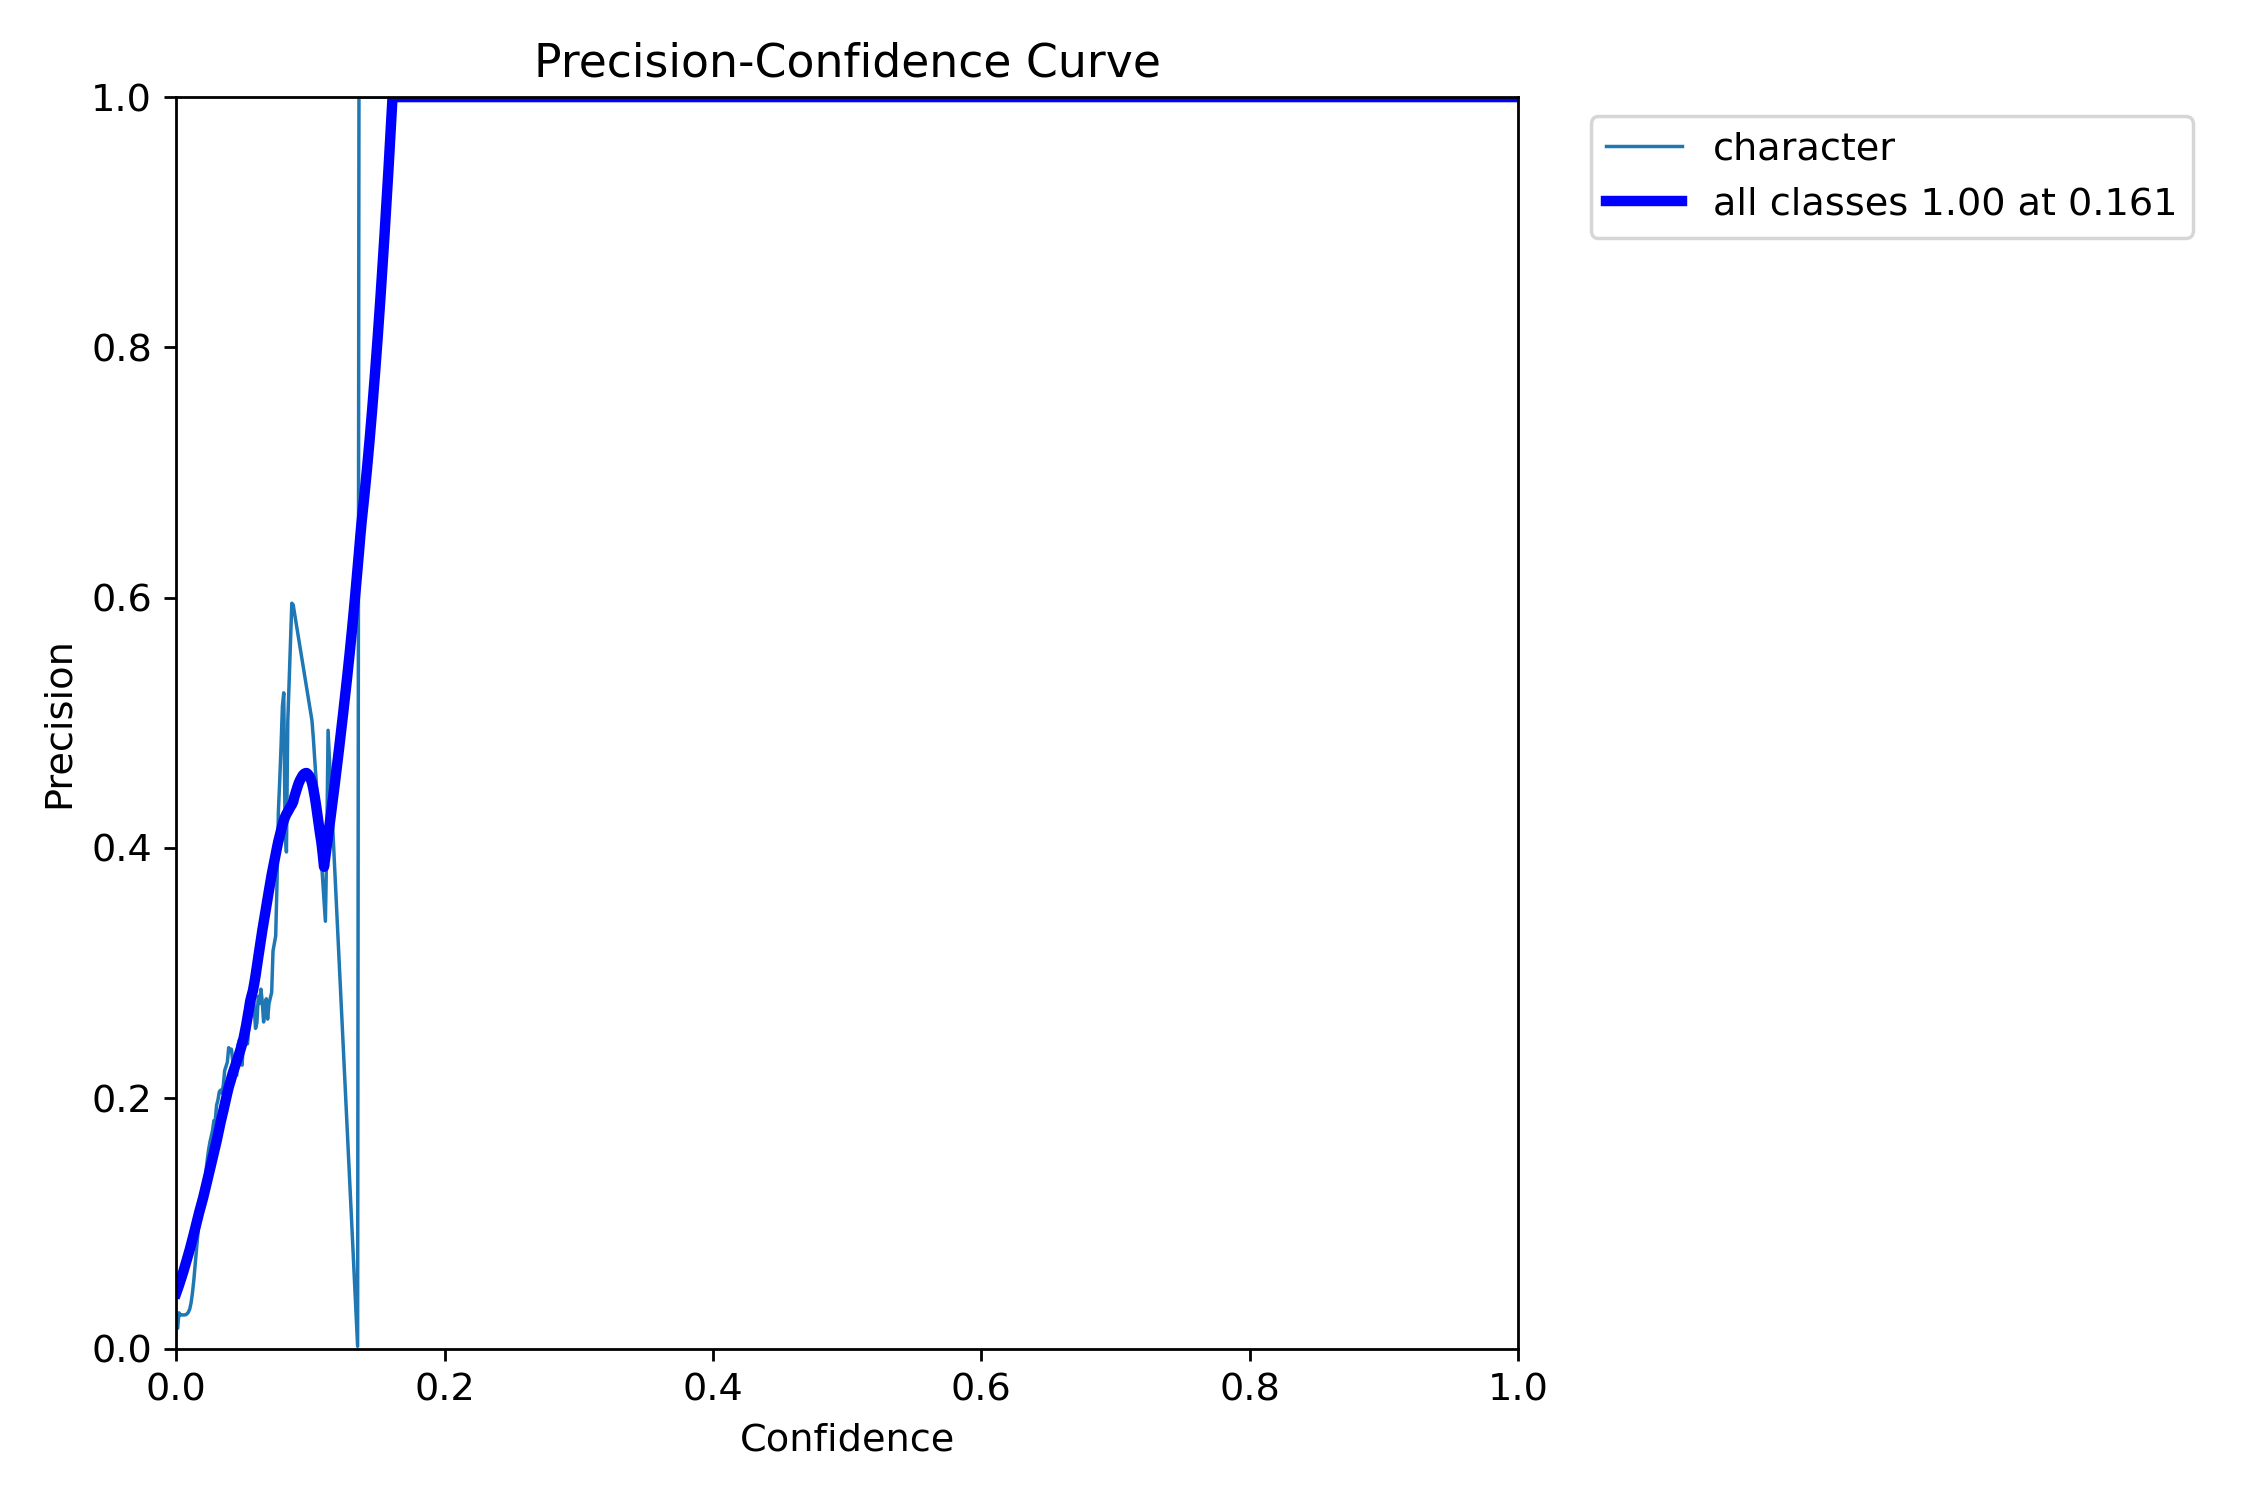 Precision-Confidence Curve
1.0
0.8
0.6
0.4
0.2
0.0
Precision
0.0 0.2 0.4 0.6 0.8 1.0
Confidence
character
all classes 1.00 at 0.161